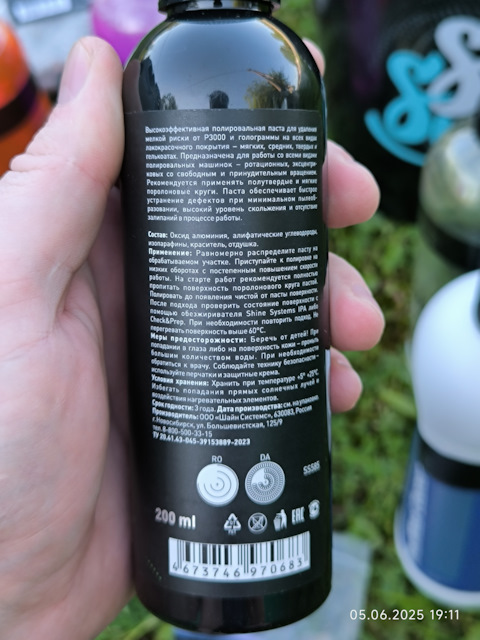 Высокоэффективная полировальная паста для удаления
мелкой риски от P3000 и голограммы на всех видах
лакокрасочного покрытия – мягких, средних, твердых и
гелькоатах. Предназначена для работы со всеми видами
полировальных машинок – ротационных, эксцентри-
ковых со свободным и принудительным вращением.
Рекомендуется применять полутвердые и мягкие
поролоновые круги. Паста обеспечивает быстрое
устранение дефектов при минимальном пылеоб-
разовании, высокий уровень скольжения и отсутствие
залипаний в процессе работы.
Состав: Оксид алюминия, алифатические углеводороды,
изопарафины, краситель, отдушка.
Применение: Равномерно распределите пасту на
обрабатываемом участке. Приступайте к полировке на
низких оборотах с постепенным повышением скорости
работы. На старте работ рекомендуется полностью
пропитать поверхность поролонового круга пастой.
Полировать до появления чистой от пасты поверхности.
После подхода проверить состояние поверхности с
помощью обезжиривателя Shine Systems IPA либо
Check&Prep. При необходимости повторить подход. Не
перегревать поверхность выше 60°C.
Меры предосторожности: Беречь от детей! При
попадании в глаза либо на поверхность кожи – промыть
большим количеством воды. При необходимости
обратиться к врачу. Соблюдайте технику безопасности –
используйте перчатки и защитные крема.
Условия хранения: Хранить при температуре +5° +25°C.
Избегать попадания прямых солнечных лучей и
воздействия нагревательных элементов.
Срок годности: 3 года. Дата производства: см. на упаковке.
Производитель: ООО «Шайн Системс», 630083, Россия
г.Новосибирск, ул. Большевистская, 125/9
тел.8-800-500-33-15
ТУ 20.41.43-045-39153889-2023
RO DA
SS585
200 ml
EAC
4 673746 970683
05.06.2025 19:11